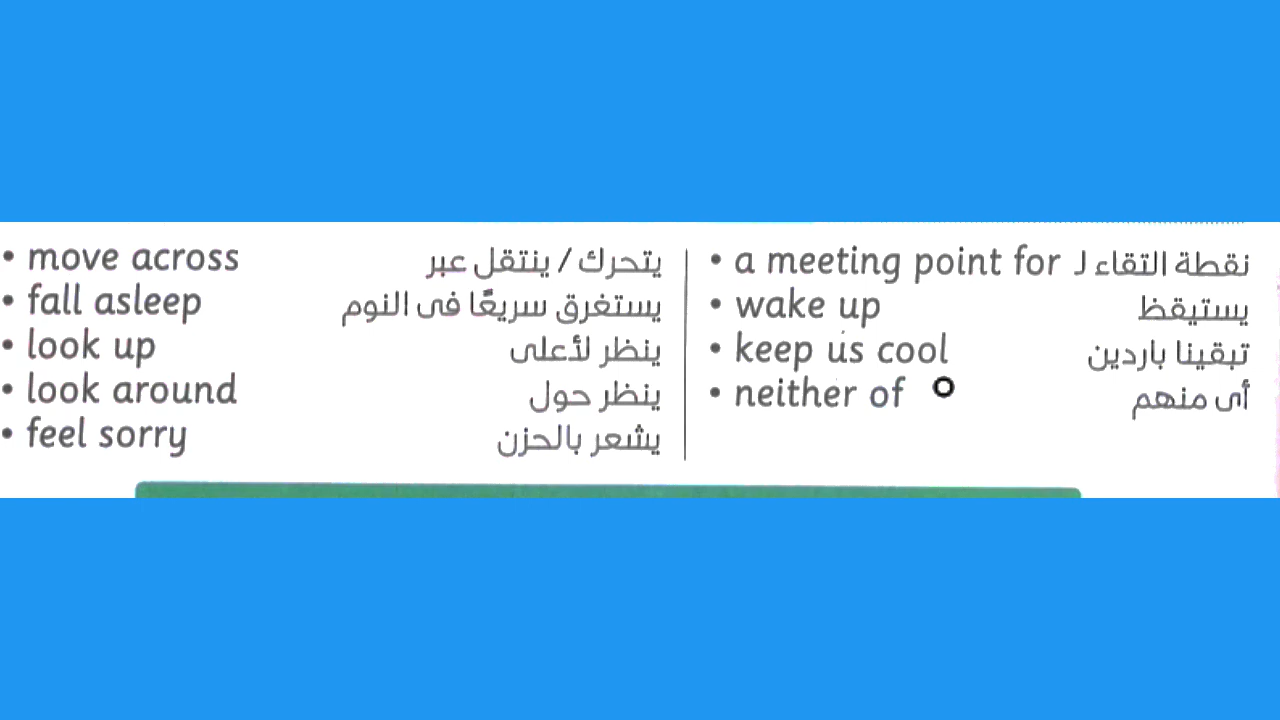 • move across يتحرك / ينتقل عبر
• fall asleep يستغرق سريعًا فى النوم
• look up ينظر لأعلى
• look around ينظر حول
• feel sorry يشعر بالحزن
• a meeting point for نقطة التقاء لـ
• wake up يستيقظ
• keep us cool تبقينا باردين
• neither of أى منهم